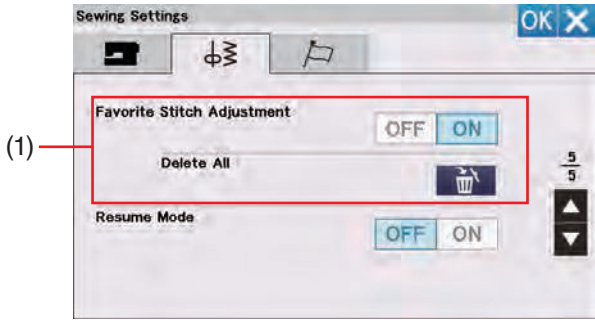 Sewing Settings
OK
Favorite Stitch Adjustment
OFF ON
(1)
Delete All
5
5
Resume Mode
OFF ON